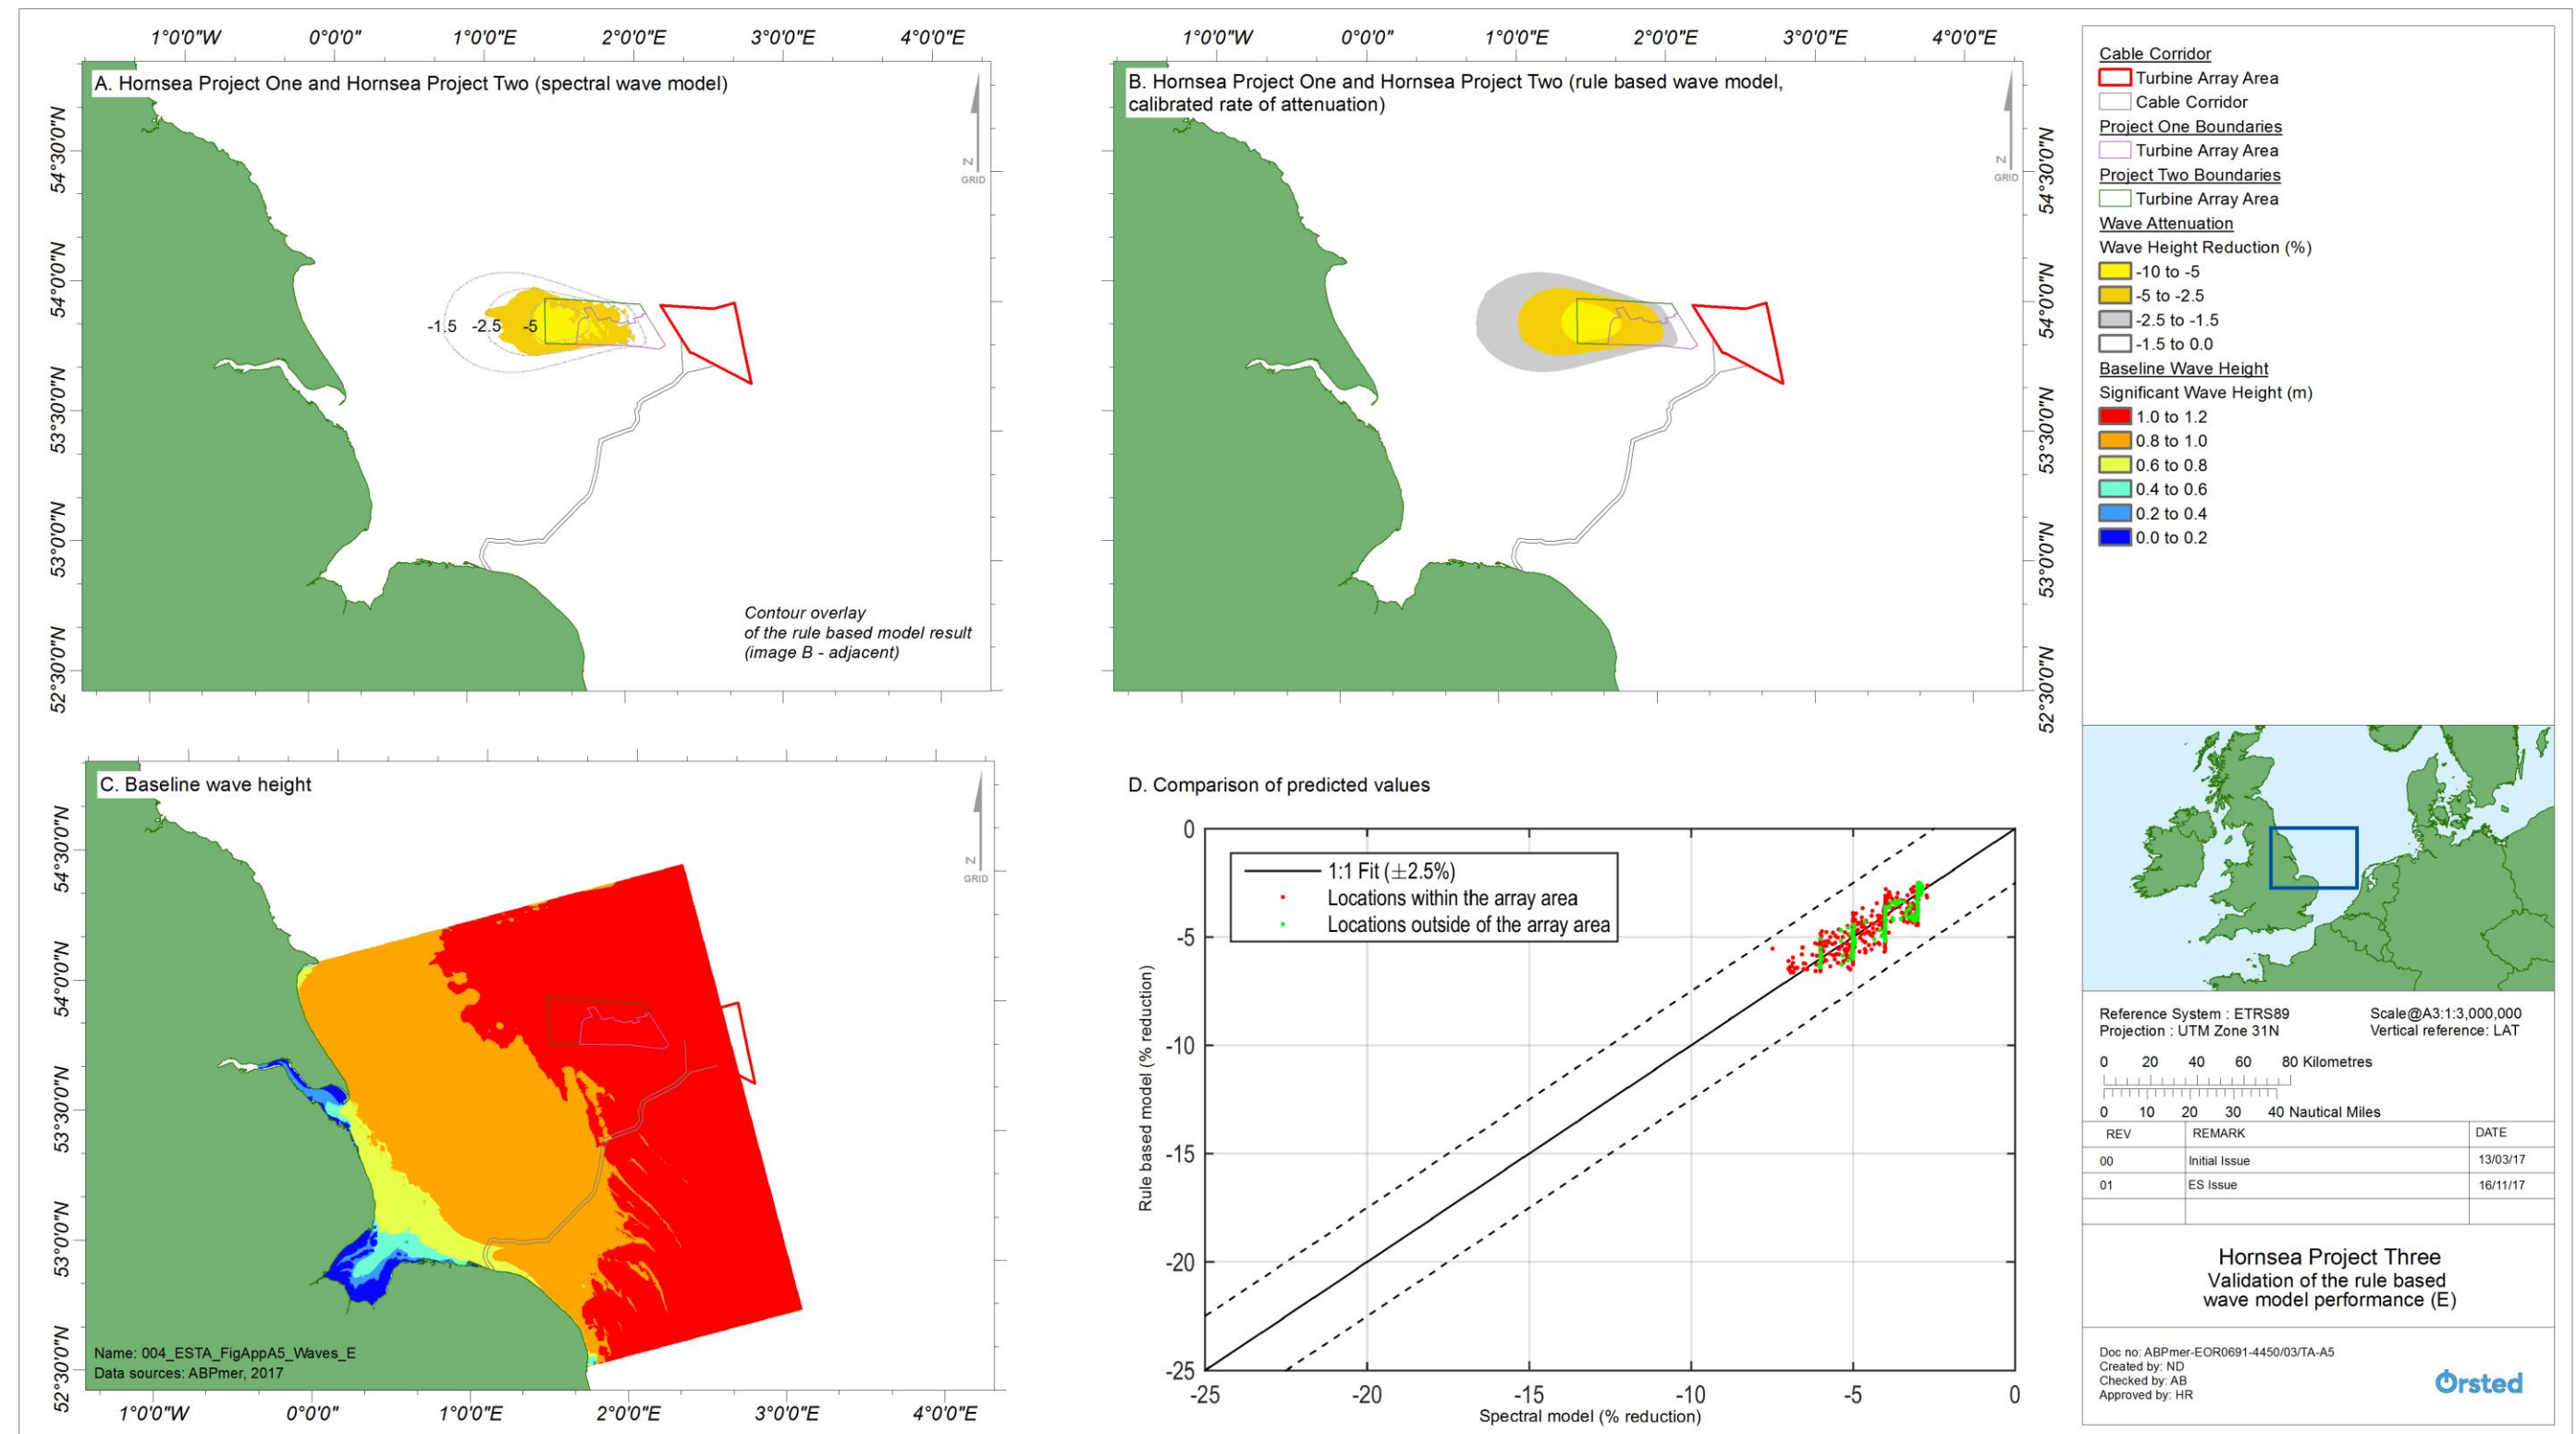 1°0'0"W 0°0'0" 1°0'0"E 2°0'0"E 3°0'0"E 4°0'0"E
A. Hornsea Project One and Hornsea Project Two (spectral wave model)
54°30'0"N
54°0'0"N
53°30'0"N
53°0'0"N
52°30'0"N
N
GRID
-1.5 -2.5 -5
Contour overlay
of the rule based model result
(image B - adjacent)
1°0'0"W 0°0'0" 1°0'0"E 2°0'0"E 3°0'0"E 4°0'0"E
B. Hornsea Project One and Hornsea Project Two (rule based wave model,
calibrated rate of attenuation)
N
GRID
54°30'0"N
54°0'0"N
53°30'0"N
53°0'0"N
52°30'0"N
C. Baseline wave height
54°30'0"N
54°0'0"N
53°30'0"N
53°0'0"N
52°30'0"N
N
GRID
Name: 004_ESTA_FigAppA5_Waves_E
Data sources: ABPmer, 2017
1°0'0"W 0°0'0" 1°0'0"E 2°0'0"E 3°0'0"E 4°0'0"E
D. Comparison of predicted values
1:1 Fit (±2.5%)
Locations within the array area
Locations outside of the array area
Rule based model (% reduction)
0
-5
-10
-15
-20
-25
-25 -20 -15 -10 -5 0
Spectral model (% reduction)
Cable Corridor
Turbine Array Area
Cable Corridor
Project One Boundaries
Turbine Array Area
Project Two Boundaries
Turbine Array Area
Wave Attenuation
Wave Height Reduction (%)
-10 to -5
-5 to -2.5
-2.5 to -1.5
-1.5 to 0.0
Baseline Wave Height
Significant Wave Height (m)
1.0 to 1.2
0.8 to 1.0
0.6 to 0.8
0.4 to 0.6
0.2 to 0.4
0.0 to 0.2
Reference System : ETRS89 Scale@A3:1:3,000,000
Projection : UTM Zone 31N Vertical reference: LAT
0 20 40 60 80 Kilometres
0 10 20 30 40 Nautical Miles
REV REMARK DATE
00 Initial Issue 13/03/17
01 ES Issue 16/11/17
Hornsea Project Three
Validation of the rule based
wave model performance (E)
Doc no: ABPmer-EOR0691-4450/03/TA-A5
Created by: ND
Checked by: AB
Approved by: HR
Ørsted